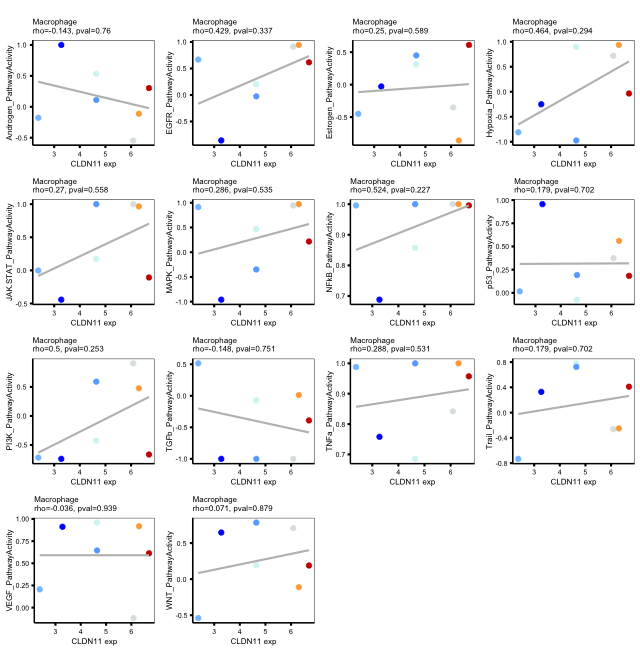 Macrophage
rho=-0.143, pval=0.76
Androgen_PathwayActivity
1.0
0.5
0.0
-0.5
3 4 5 6
CLDN11 exp
Macrophage
rho=0.429, pval=0.337
EGFR_PathwayActivity
1.0
0.5
0.0
-0.5
3 4 5 6
CLDN11 exp
Macrophage
rho=0.25, pval=0.589
Estrogen_PathwayActivity
0.5
0.0
-0.5
3 4 5 6
CLDN11 exp
Macrophage
rho=0.464, pval=0.294
Hypoxia_PathwayActivity
1.0
0.5
0.0
-0.5
-1.0
3 4 5 6
CLDN11 exp
Macrophage
rho=0.27, pval=0.558
JAK.STAT_PathwayActivity
1.0
0.5
0.0
-0.5
3 4 5 6
CLDN11 exp
Macrophage
rho=0.286, pval=0.535
MAPK_PathwayActivity
1.0
0.5
0.0
-0.5
-1.0
3 4 5 6
CLDN11 exp
Macrophage
rho=0.524, pval=0.227
NFkB_PathwayActivity
1.0
0.9
0.8
0.7
3 4 5 6
CLDN11 exp
Macrophage
rho=0.179, pval=0.702
p53_PathwayActivity
1.00
0.75
0.50
0.25
0.00
3 4 5 6
CLDN11 exp
Macrophage
rho=0.5, pval=0.253
PI3K_PathwayActivity
0.5
0.0
-0.5
3 4 5 6
CLDN11 exp
Macrophage
rho=-0.148, pval=0.751
TGFb_PathwayActivity
0.5
0.0
-0.5
-1.0
3 4 5 6
CLDN11 exp
Macrophage
rho=0.288, pval=0.531
TNFa_PathwayActivity
1.0
0.9
0.8
0.7
3 4 5 6
CLDN11 exp
Macrophage
rho=0.179, pval=0.702
Trail_PathwayActivity
0.8
0.4
0.0
-0.4
-0.8
3 4 5 6
CLDN11 exp
Macrophage
rho=-0.036, pval=0.939
VEGF_PathwayActivity
1.00
0.75
0.50
0.25
0.00
3 4 5 6
CLDN11 exp
Macrophage
rho=0.071, pval=0.879
WNT_PathwayActivity
0.5
0.0
-0.5
3 4 5 6
CLDN11 exp